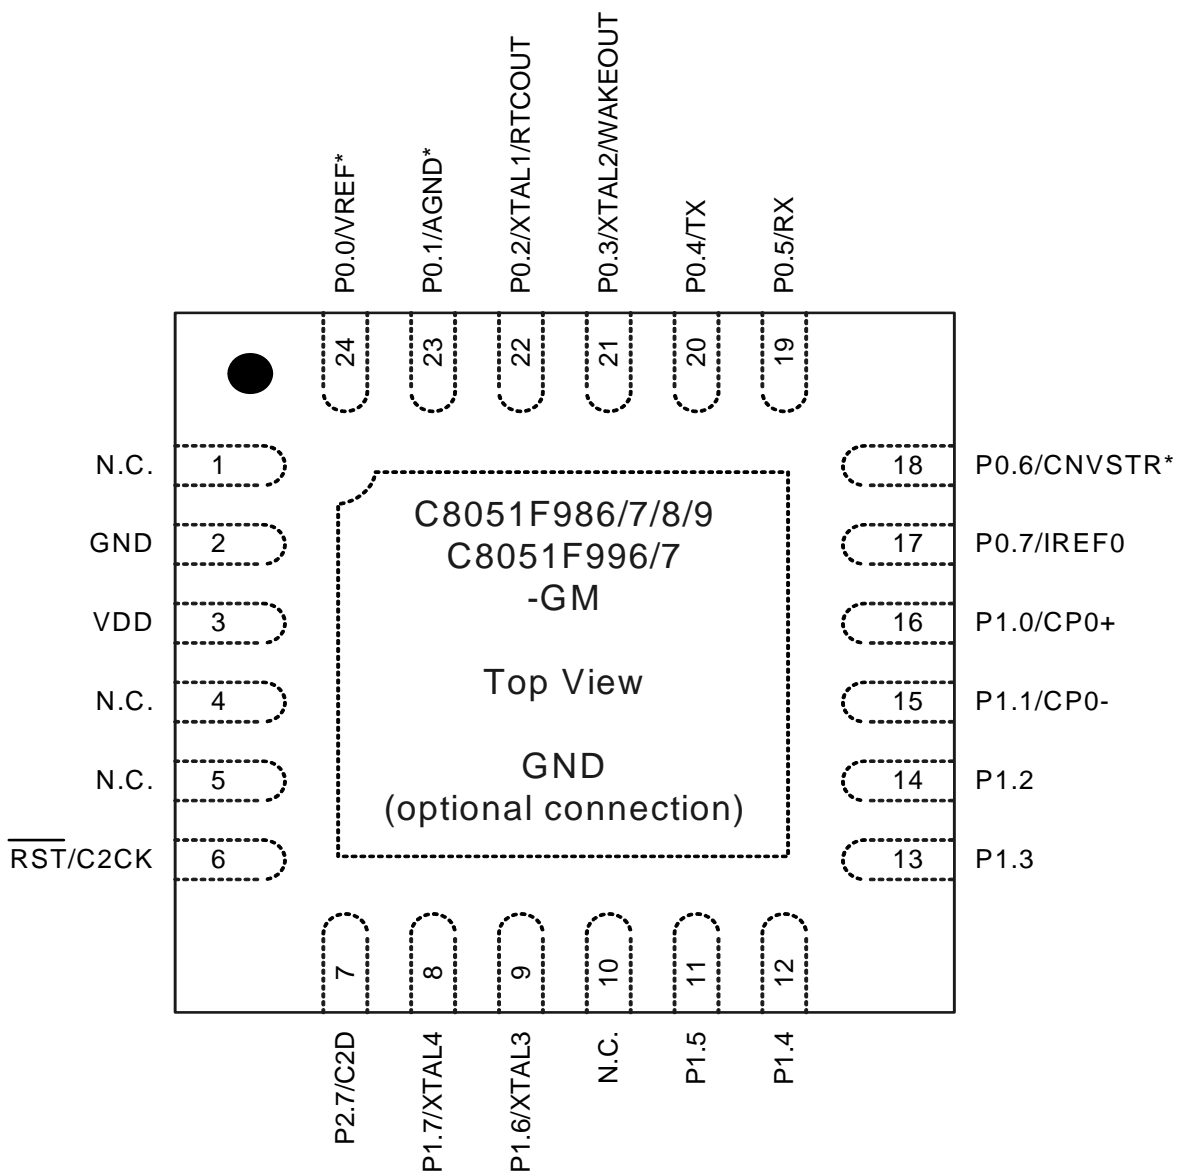 P0.0/VREF*
P0.1/AGND*
P0.2/XTAL1/RTCOUT
P0.3/XTAL2/WAKEOUT
P0.4/TX
P0.5/RX
24
23
22
21
20
19
N.C.
1
GND
2
VDD
3
N.C.
4
N.C.
5
RST/C2CK
6
C8051F986/7/8/9
C8051F996/7
-GM
Top View
GND
(optional connection)
18
P0.6/CNVSTR*
17
P0.7/IREF0
16
P1.0/CP0+
15
P1.1/CP0-
14
P1.2
13
P1.3
7
8
9
10
11
12
P2.7/C2D
P1.7/XTAL4
P1.6/XTAL3
N.C.
P1.5
P1.4